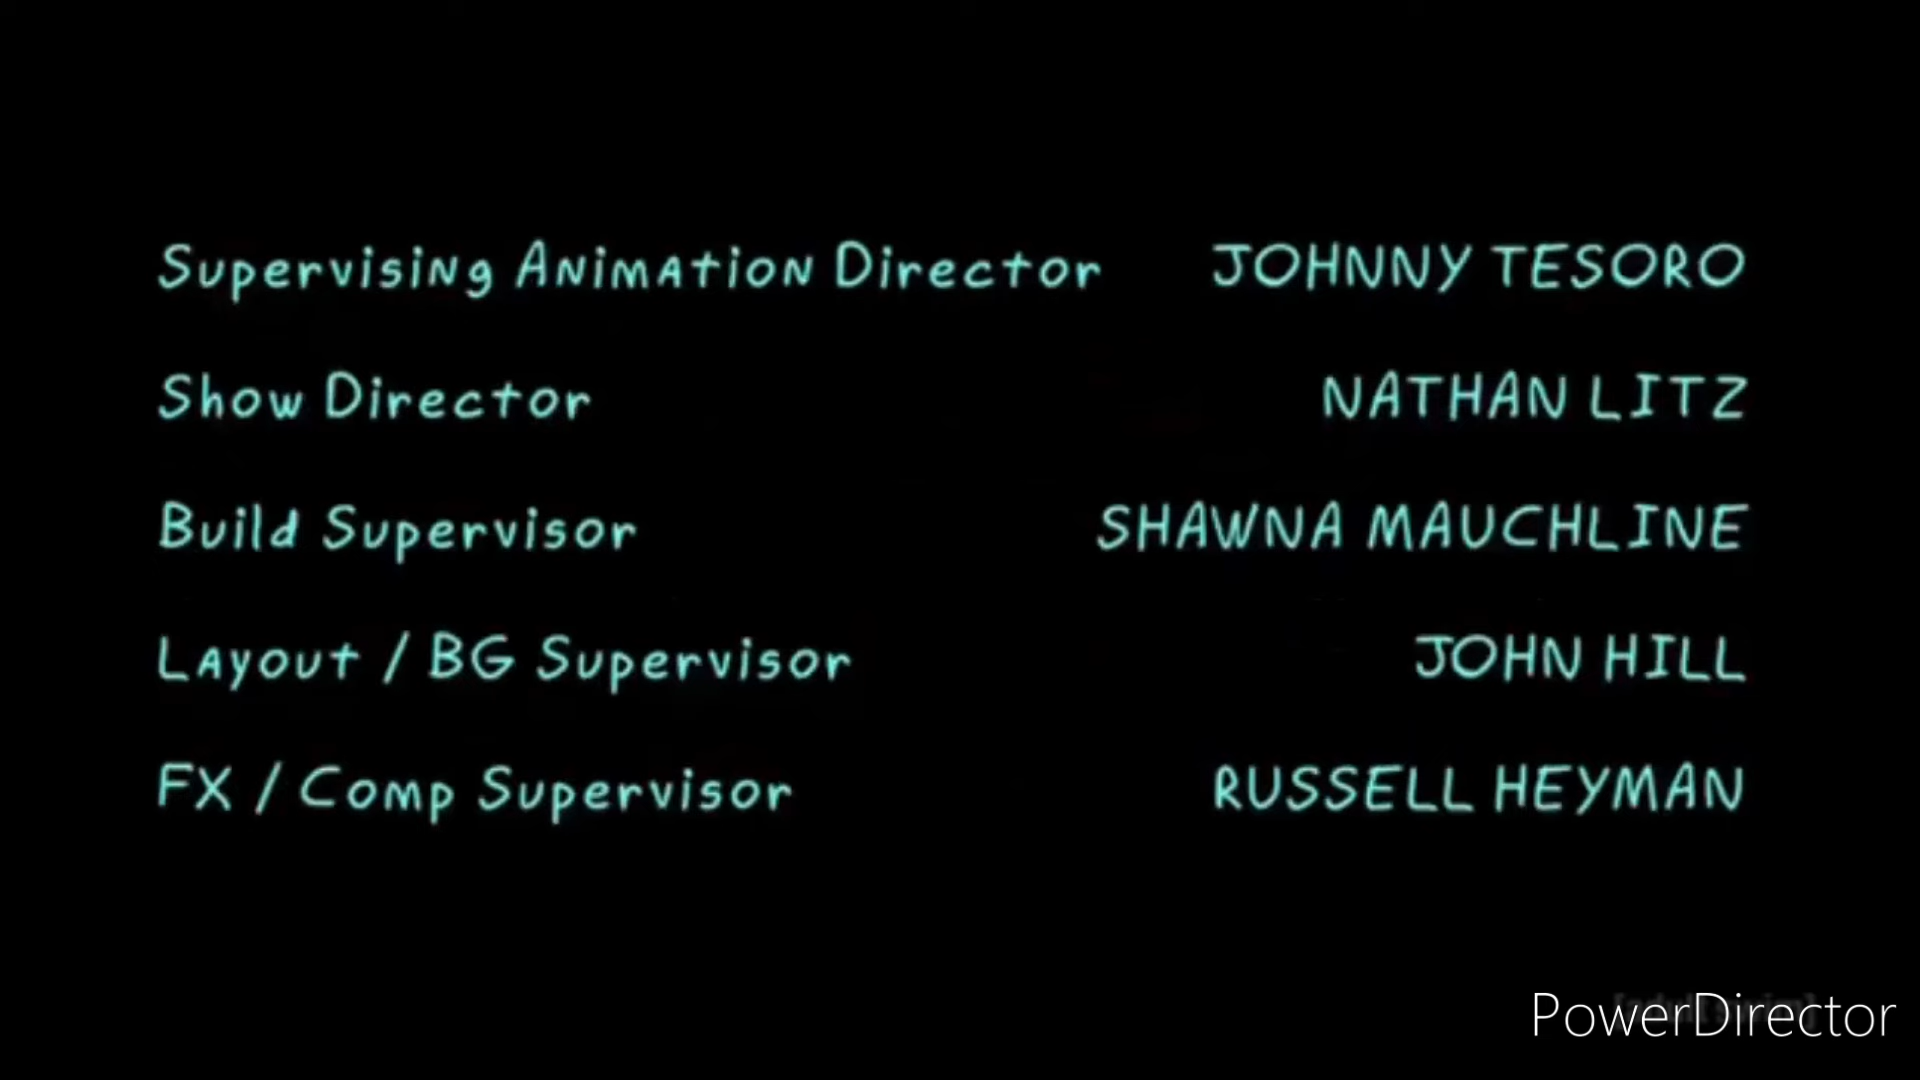 Supervising Animation Director JOHNNY TESORO
Show Director NATHAN LITZ
Build Supervisor SHAWNA MAUCHLINE
Layout / BG Supervisor JOHN HILL
FX / Comp Supervisor RUSSELL HEYMAN
PowerDirector